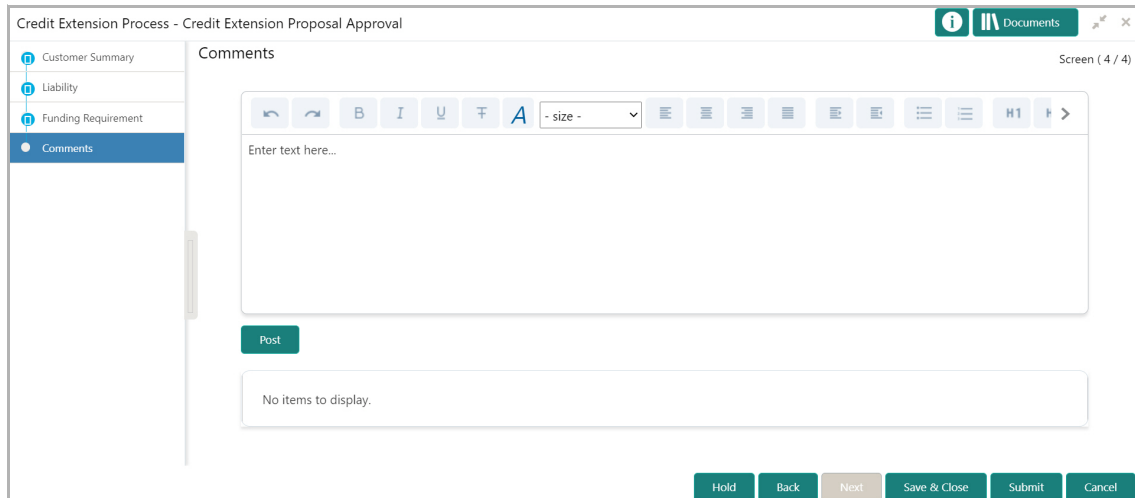 Credit Extension Process - Credit Extension Proposal Approval
i Documents
Customer Summary
Liability
Funding Requirement
Comments
Comments
Screen ( 4 / 4)
B I U T A - size - H1
Enter text here...
Post
No items to display.
Hold Back Next Save & Close Submit Cancel